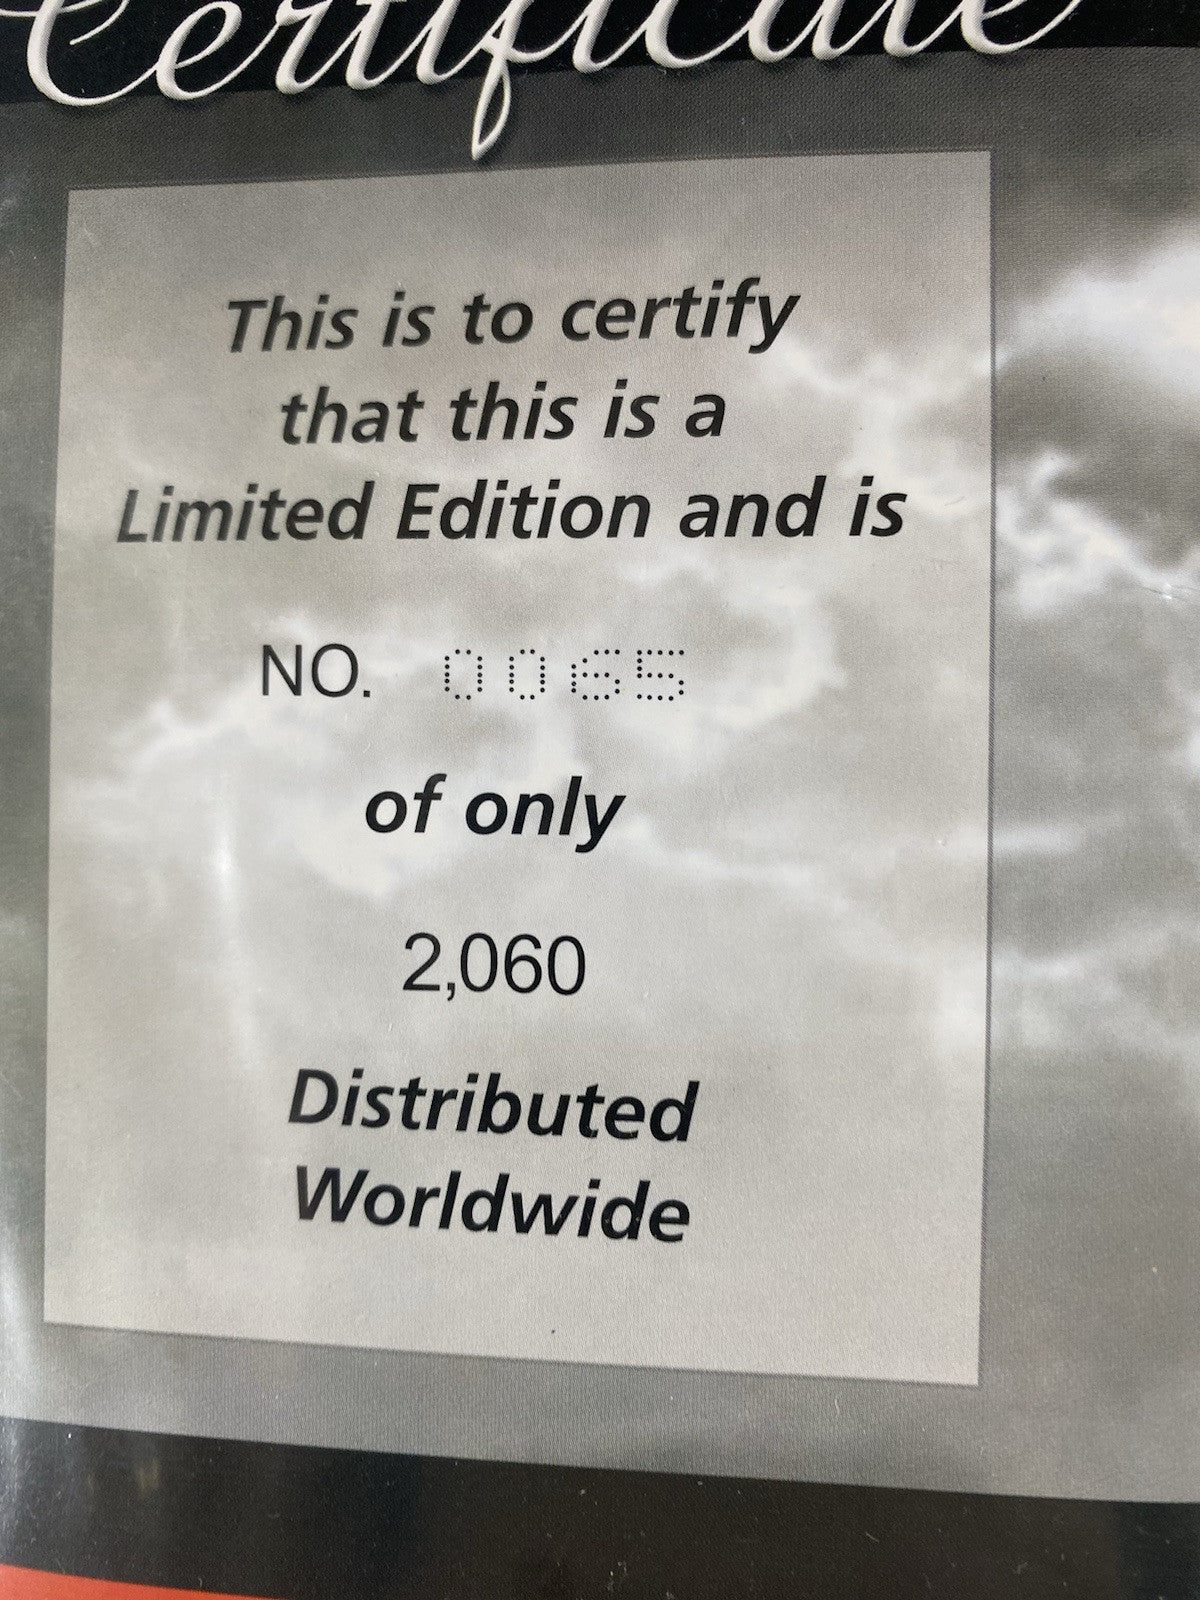 Certificate
This is to certify
that this is a
Limited Edition and is
NO. 0065
of only
2,060
Distributed
Worldwide